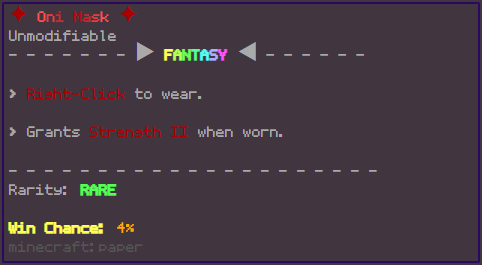 ✦ Oni Mask ✦
Unmodifiable
- - - - - - - ▶ FANTASY ◀ - - - - - -
> Right-Click to wear.
> Grants Strength II when worn.
- - - - - - - - - - - - - - - - - - - - -
Rarity: RARE
Win Chance: 4%
minecraft:paper